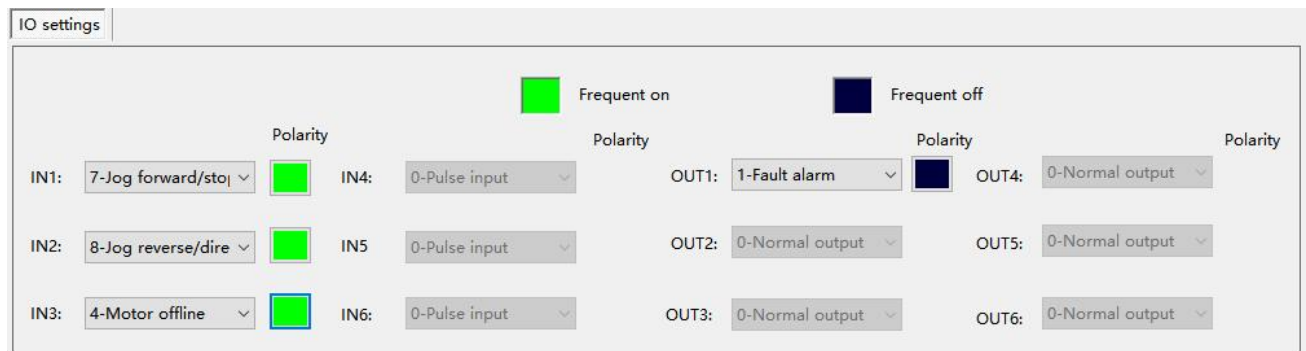 IO settings
Frequent on Frequent off
Polarity Polarity Polarity Polarity
IN1: 7-Jog forward/stop IN4: 0-Pulse input OUT1: 1-Fault alarm OUT4: 0-Normal output
IN2: 8-Jog reverse/dire IN5 0-Pulse input OUT2: 0-Normal output OUT5: 0-Normal output
IN3: 4-Motor offline IN6: 0-Pulse input OUT3: 0-Normal output OUT6: 0-Normal output